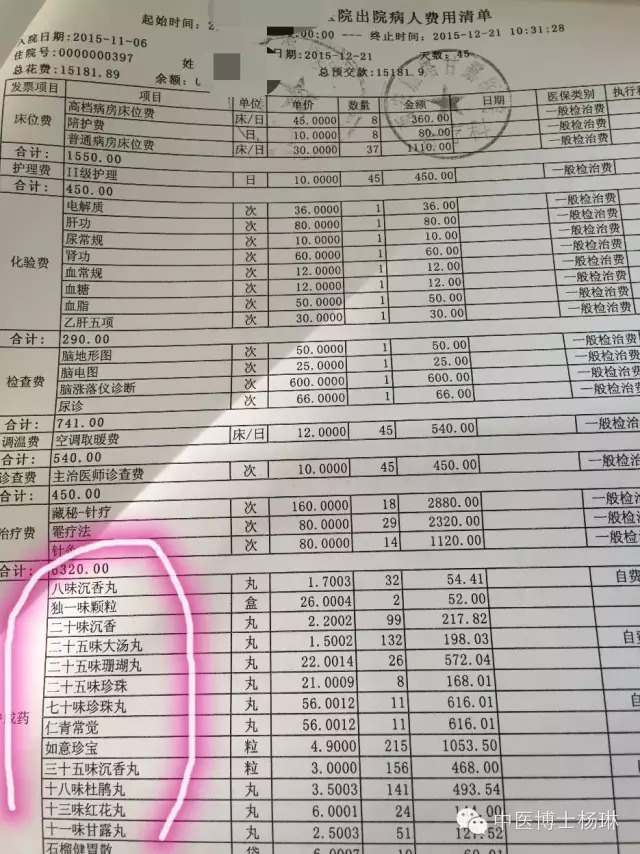 医院出院病人费用清单
起始时间:2 :00:00 -- 终止时间:2015-12-21 10:31:28
入院日期:2015-11-06 日期:2015-12-21 天数:45
住院号:0000000397 姓
总花费:15181.89 余额: 总预交款:15181.9
发票项目 项目 单位 单价 数量 金额 日期 医保类别 执行
床位费 高档病房床位费 床/日 45.0000 8 360.00 一般检治费
陪护费 日 10.0000 8 80.00 一般检治费
普通病房床位费 床/日 30.0000 37 1110.00 一般检治费
合计: 1550.00
护理费 II级护理 日 10.0000 45 450.00 一般检治费
合计: 450.00
化验费 电解质 次 36.0000 1 36.00 一般检治费
肝功 次 80.0000 1 80.00 一般检治费
尿常规 次 10.0000 1 10.00 一般检治费
肾功 次 60.0000 1 60.00 一般检治费
血常规 次 12.0000 1 12.00 一般检治费
血糖 次 12.0000 1 12.00 一般检治费
血脂 次 50.0000 1 50.00 一般检治费
乙肝五项 次 30.0000 1 30.00 一般检治费
合计: 290.00
检查费 脑地形图 次 50.0000 1 50.00 一般检治费
脑电图 次 25.0000 1 25.00 一般检治费
脑涨落仪诊断 次 600.0000 1 600.00 一般检治费
尿诊 次 66.0000 1 66.00 一般检治费
合计: 741.00
调温费 空调取暖费 床/日 12.0000 45 540.00 一般检治费
合计: 540.00
诊查费 主治医师诊查费 次 10.0000 45 450.00 一般检治
合计: 450.00
治疗费 藏秘-针疗 次 160.0000 18 2880.00 一般检治
罨疗法 次 80.0000 29 2320.00 一般检治
针灸 次 80.0000 14 1120.00 一般检治
合计: 6320.00
成药 八味沉香丸 丸 1.7003 32 54.41 自费
独一味颗粒 盒 26.0004 2 52.00
二十味沉香 丸 2.2002 99 217.82
二十五味大汤丸 丸 1.5002 132 198.03 自费
二十五味珊瑚丸 丸 22.0014 26 572.04
二十五味珍珠 丸 21.0009 8 168.01
七十味珍珠丸 丸 56.0012 11 616.01
仁青常觉 丸 56.0012 11 616.01
如意珍宝 粒 4.9000 215 1053.50
三十五味沉香丸 粒 3.0000 156 468.00
十八味杜鹃丸 丸 3.5003 141 493.54
十三味红花丸 丸 6.0001 24
十一味甘露丸 丸 2.5003 51 127.52
石榴健胃散 袋
中医博士杨琳